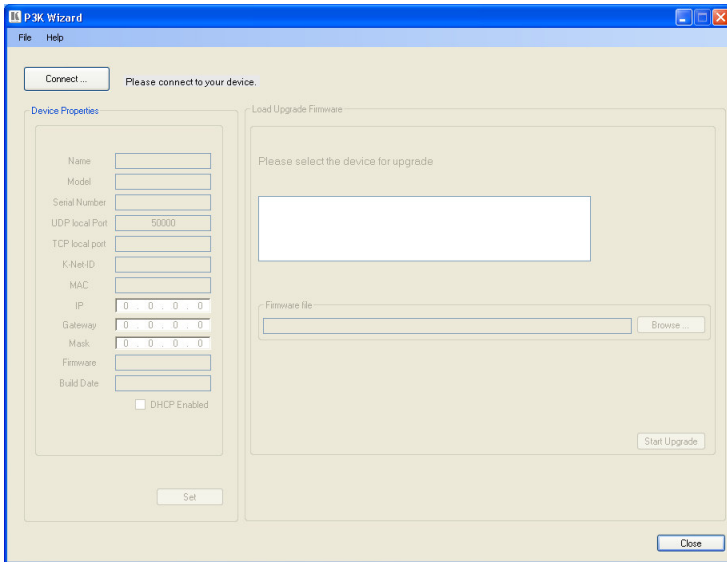 P3K Wizard
File Help
Connect ... Please connect to your device.
Device Properties
Name
Model
Serial Number
UDP local Port 50000
TCP local port
K-Net-ID
MAC
IP 0 . 0 . 0 . 0
Gateway 0 . 0 . 0 . 0
Mask 0 . 0 . 0 . 0
Firmware
Build Date
DHCP Enabled
Set
Load Upgrade Firmware
Please select the device for upgrade
Firmware file
Browse ...
Start Upgrade
Close